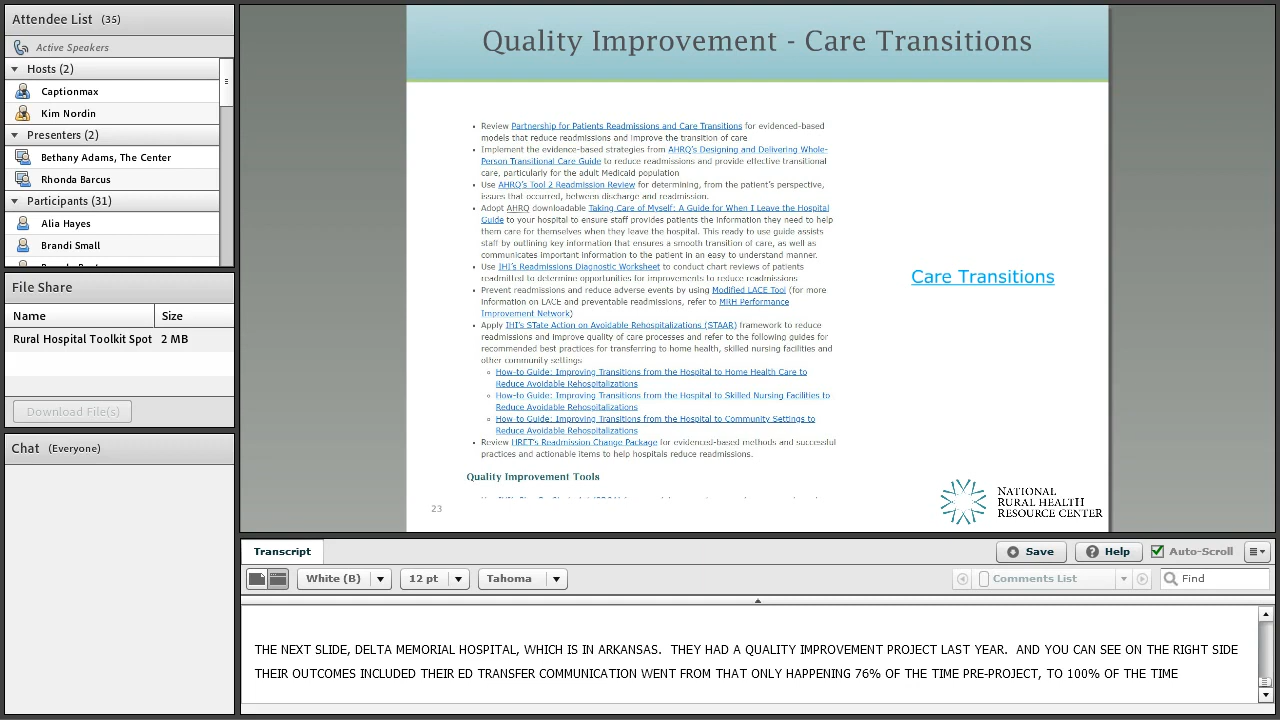 Attendee List (35)
Active Speakers
Hosts (2)
Captionmax
Kim Nordin
Presenters (2)
Bethany Adams, The Center
Rhonda Barcus
Participants (31)
Alia Hayes
Brandi Small
File Share
Name Size
Rural Hospital Toolkit Spot 2 MB
Download File(s)
Chat (Everyone)
Quality Improvement - Care Transitions
• Review Partnership for Patients Readmissions and Care Transitions for evidenced-based
models that reduce readmissions and improve the transition of care
• Implement the evidence-based strategies from AHRQ's Designing and Delivering Whole-
Person Transitional Care Guide to reduce readmissions and provide effective transitional
care, particularly for the adult Medicaid population
• Use AHRQ's Tool 2 Readmission Review for determining, from the patient's perspective,
issues that occurred, between discharge and readmission.
• Adopt AHRQ downloadable Taking Care of Myself: A Guide for When I Leave the Hospital
Guide to your hospital to ensure staff provides patients the information they need to help
them care for themselves when they leave the hospital. This ready to use guide assists
staff by outlining key information that ensures a smooth transition of care, as well as
communicates important information to the patient in an easy to understand manner.
• Use IHI's Readmissions Diagnostic Worksheet to conduct chart reviews of patients
readmitted to determine opportunities for improvements to reduce readmissions
• Prevent readmissions and reduce adverse events by using Modified LACE Tool (for more
information on LACE and preventable readmissions, refer to MRH Performance
Improvement Network)
• Apply IHI's STate Action on Avoidable Rehospitalizations (STAAR) framework to reduce
readmissions and improve quality of care processes and refer to the following guides for
recommended best practices for transferring to home health, skilled nursing facilities and
other community settings
◦ How-to Guide: Improving Transitions from the Hospital to Home Health Care to
Reduce Avoidable Rehospitalizations
◦ How-to Guide: Improving Transitions from the Hospital to Skilled Nursing Facilities to
Reduce Avoidable Rehospitalizations
◦ How to Guide: Improving Transitions from the Hospital to Community Settings to
Reduce Avoidable Rehospitalizations
• Review HRET's Readmission Change Package for evidenced-based methods and successful
practices and actionable items to help hospitals reduce readmissions.
Quality Improvement Tools
Care Transitions
23
NATIONAL
RURAL HEALTH
RESOURCE CENTER
Transcript
Save
Help
Auto-Scroll
White (B)
12 pt
Tahoma
Comments List
Find
THE NEXT SLIDE, DELTA MEMORIAL HOSPITAL, WHICH IS IN ARKANSAS. THEY HAD A QUALITY IMPROVEMENT PROJECT LAST YEAR. AND YOU CAN SEE ON THE RIGHT SIDE
THEIR OUTCOMES INCLUDED THEIR ED TRANSFER COMMUNICATION WENT FROM THAT ONLY HAPPENING 76% OF THE TIME PRE-PROJECT, TO 100% OF THE TIME